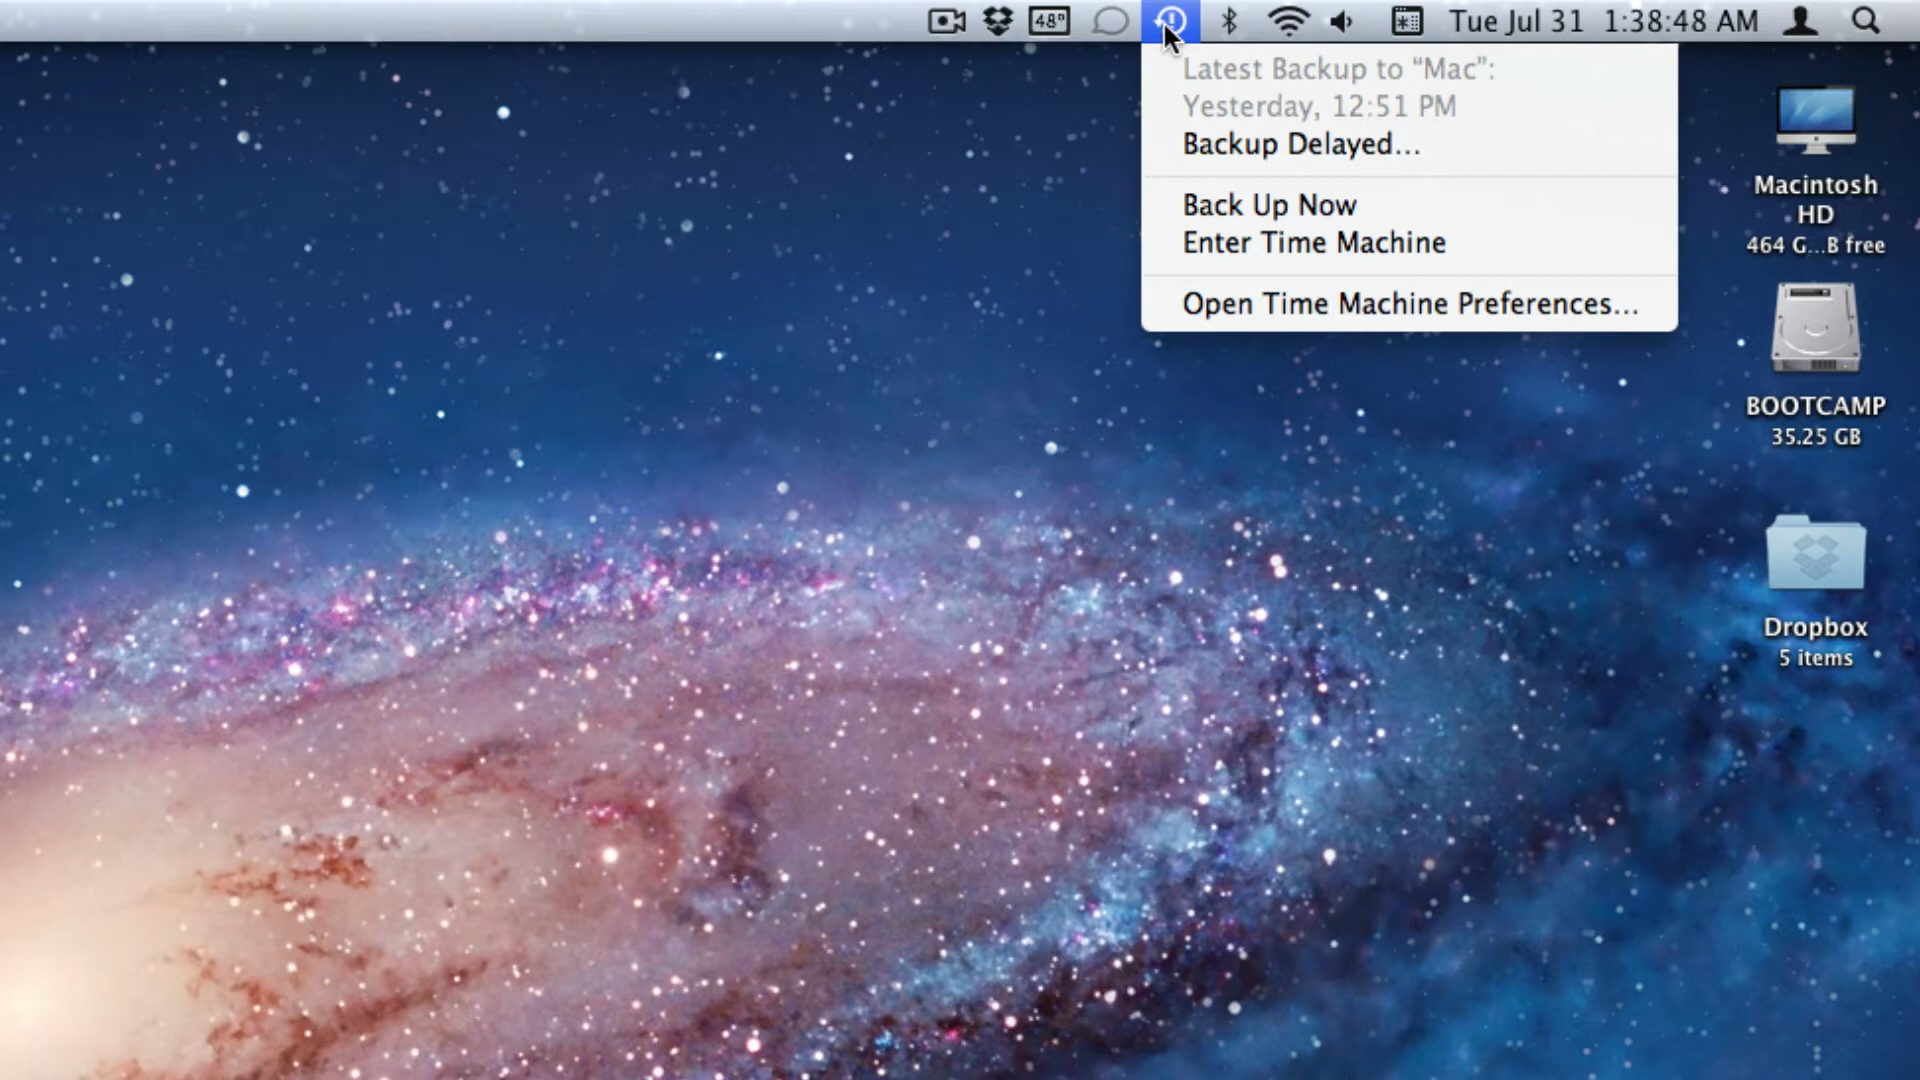 48°
Tue Jul 31 1:38:48 AM
Latest Backup to “Mac”:
Yesterday, 12:51 PM
Backup Delayed...
Back Up Now
Enter Time Machine
Open Time Machine Preferences...
Macintosh
HD
464 G...B free
BOOTCAMP
35.25 GB
Dropbox
5 items